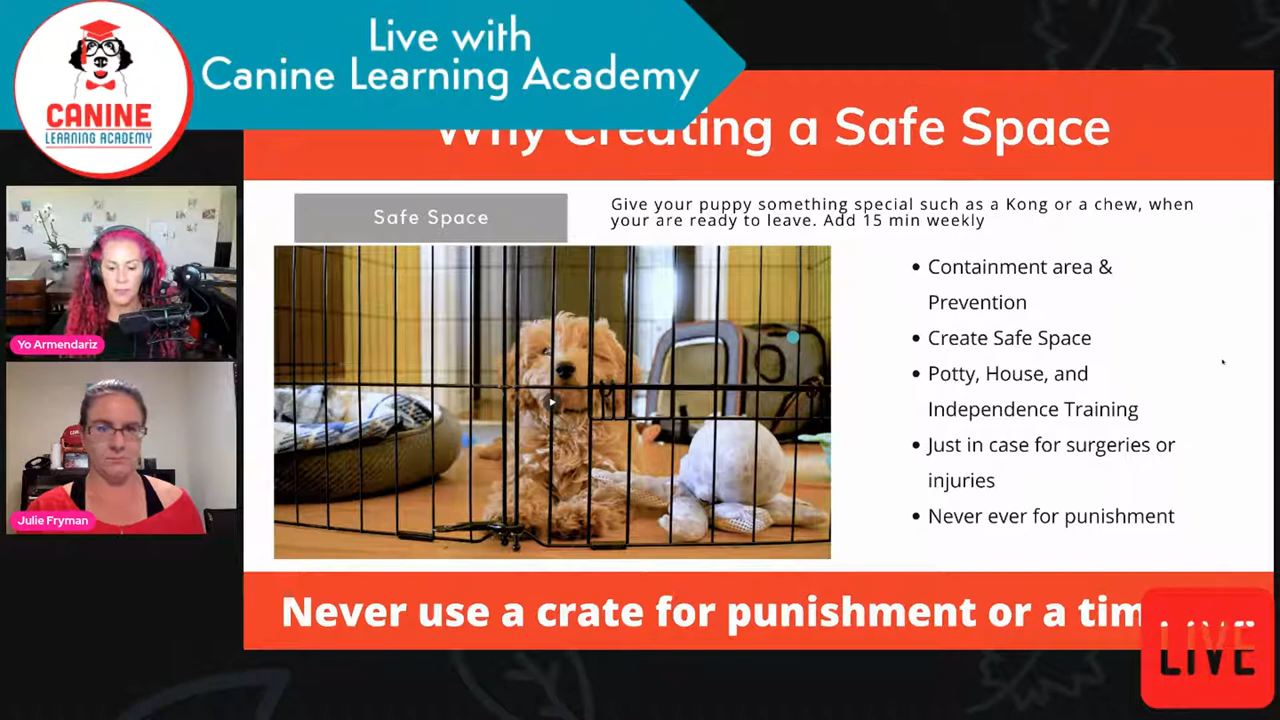 Live with
Canine Learning Academy
CANINE
LEARNING ACADEMY
Why Creating a Safe Space
Safe Space
Give your puppy something special such as a Kong or a chew, when
your are ready to leave. Add 15 min weekly
Containment area &
Prevention
Create Safe Space
Potty, House, and
Independence Training
Just in case for surgeries or
injuries
Never ever for punishment
Yo Armendariz
Julie Fryman
Never use a crate for punishment or a tim
LIVE